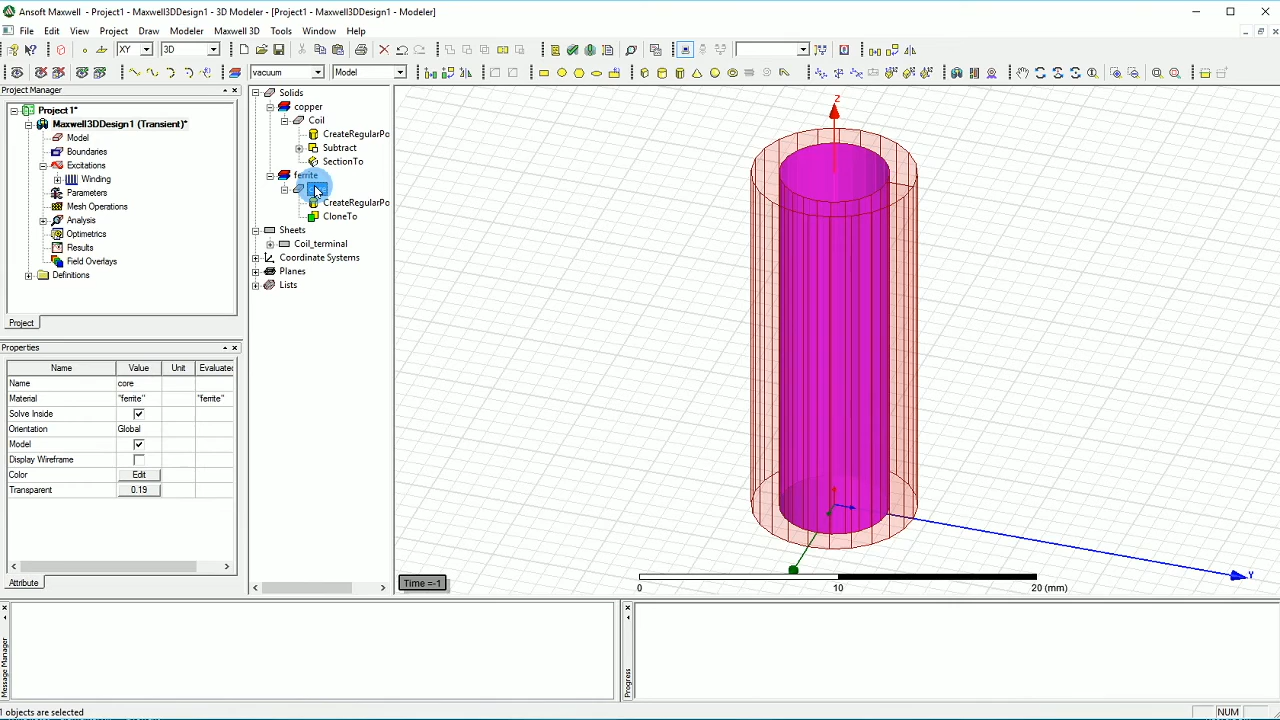 Ansoft Maxwell - Project1 - Maxwell3DDesign1 - 3D Modeler - [Project1 - Maxwell3DDesign1 - Modeler]
File Edit View Project Draw Modeler Maxwell 3D Tools Window Help
XY 3D
vacuum Model
Project Manager
Project1*
Maxwell3DDesign1 (Transient)*
Model
Boundaries
Excitations
Winding
Parameters
Mesh Operations
Analysis
Optimetrics
Results
Field Overlays
Definitions
Project
Properties
Name Value Unit Evaluated
Name core
Material "ferrite" "ferrite"
Solve Inside
Orientation Global
Model
Display Wireframe
Color Edit
Transparent 0.19
Attribute
Solids
copper
Coil
CreateRegularPo
Subtract
SectionTo
ferrite
CreateRegularPo
CloneTo
Sheets
Coil_terminal
Coordinate Systems
Planes
Lists
Z
Y
Time =-1
0 10 20 (mm)
Message Manager
Progress
1 objects are selected
NUM